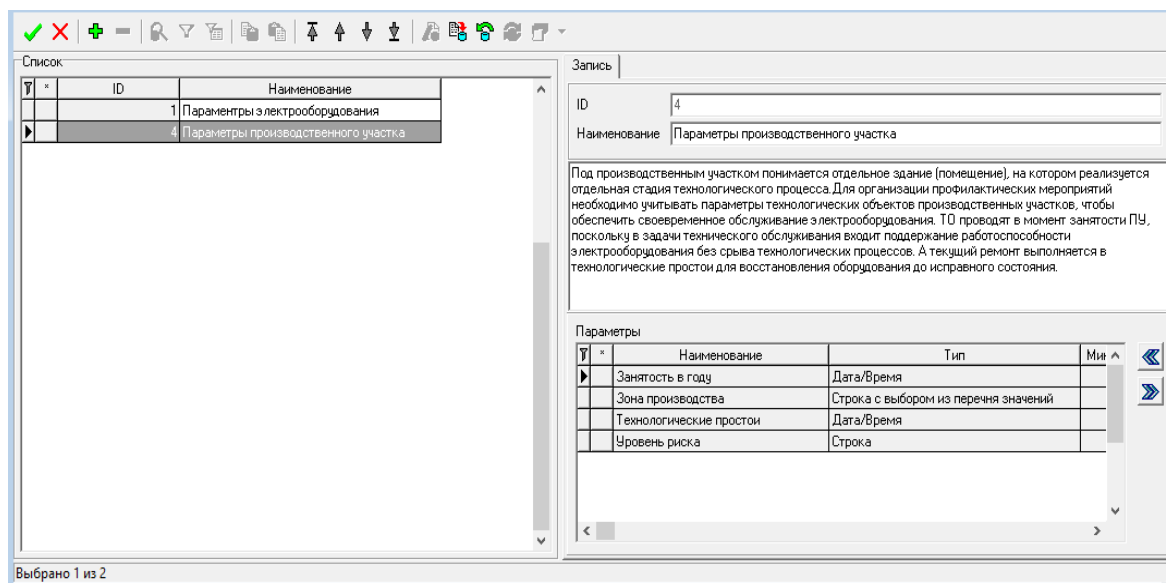 Список
* ID Наименование
1 Параментры электрооборудования
4 Параметры производственного участка
Запись
ID 4
Наименование Параметры производственного участка
Под производственным участком понимается отдельное здание (помещение), на котором реализуется
отдельная стадия технологического процесса.Для организации профилактических мероприятий
необходимо учитывать параметры технологических объектов производственных участков, чтобы
обеспечить своевременное обслуживание электрооборудования. ТО проводят в момент занятости ПУ,
поскольку в задачи технического обслуживания входит поддержание работоспособности
электрооборудования без срыва технологических процессов. А текущий ремонт выполняется в
технологические простои для восстановления оборудования до исправного состояния.
Параметры
* Наименование Тип Мин
Занятость в году Дата/Время
Зона производства Строка с выбором из перечня значений
Технологические простои Дата/Время
Уровень риска Строка
Выбрано 1 из 2